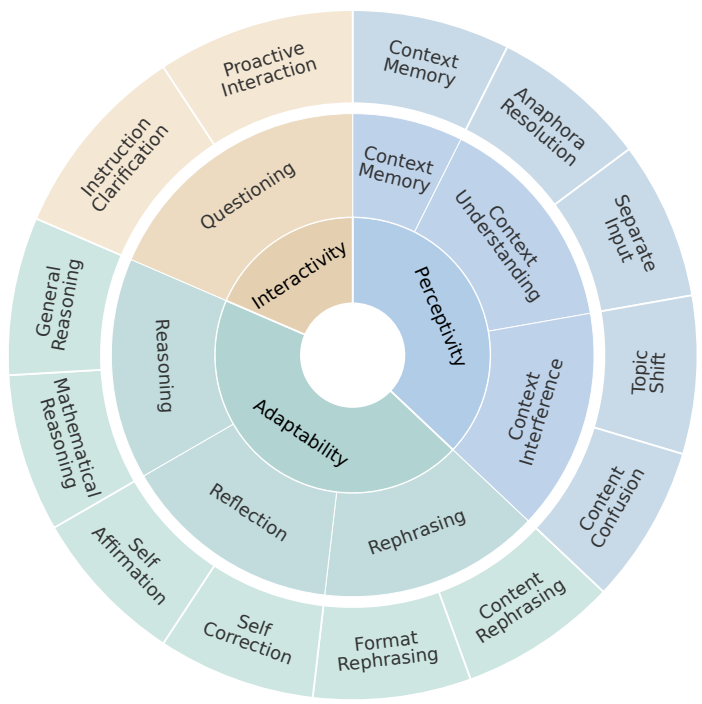 Perceptivity
Context
Memory
Context
Memory
Context
Understanding
Anaphora
Resolution
Separate
Input
Context
Interference
Topic
Shift
Content
Confusion
Adaptability
Rephrasing
Content
Rephrasing
Format
Rephrasing
Reflection
Self
Correction
Self
Affirmation
Reasoning
Mathematical
Reasoning
General
Reasoning
Interactivity
Questioning
Instruction
Clarification
Proactive
Interaction